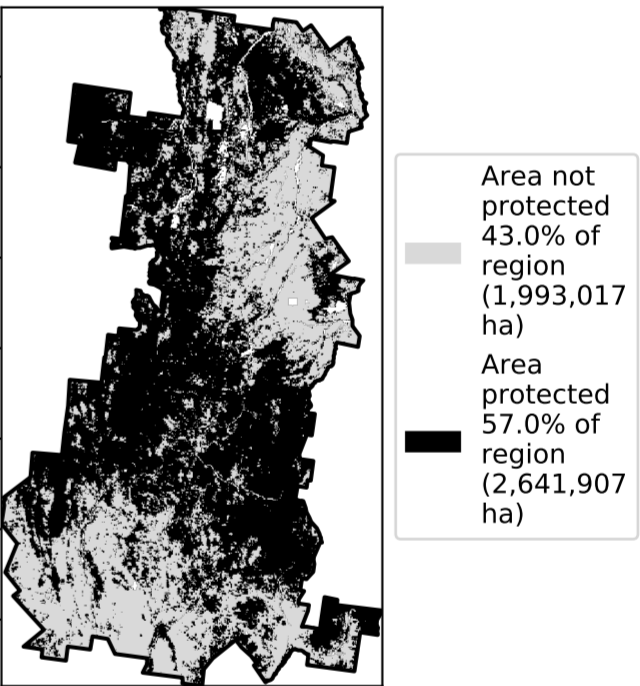 Area not
protected
43.0% of
region
(1,993,017
ha)
Area
protected
57.0% of
region
(2,641,907
ha)